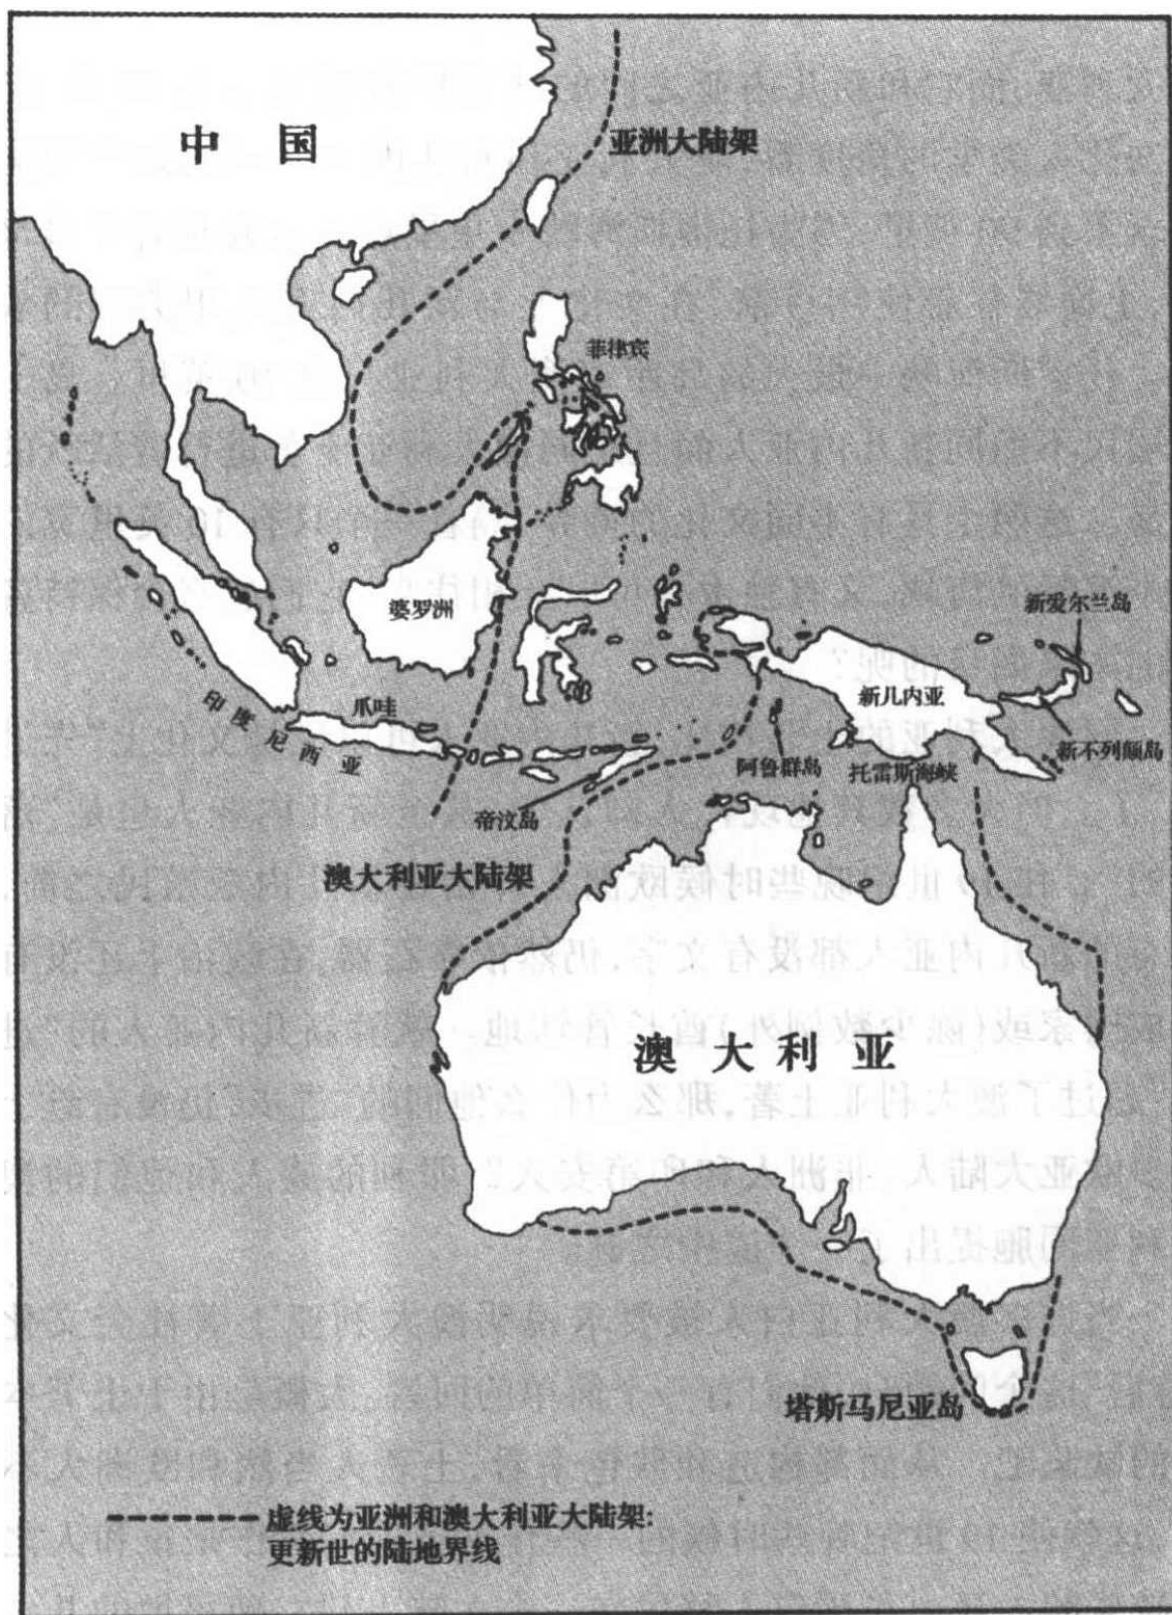 中 国
亚洲大陆架
菲律宾
婆罗洲
新爱尔兰岛
新几内亚
爪哇
印度尼西亚
新不列颠岛
阿鲁群岛
托雷斯海峡
帝汶岛
澳大利亚大陆架
澳大利亚
塔斯马尼亚岛
虚线为亚洲和澳大利亚大陆架:
更新世的陆地界线